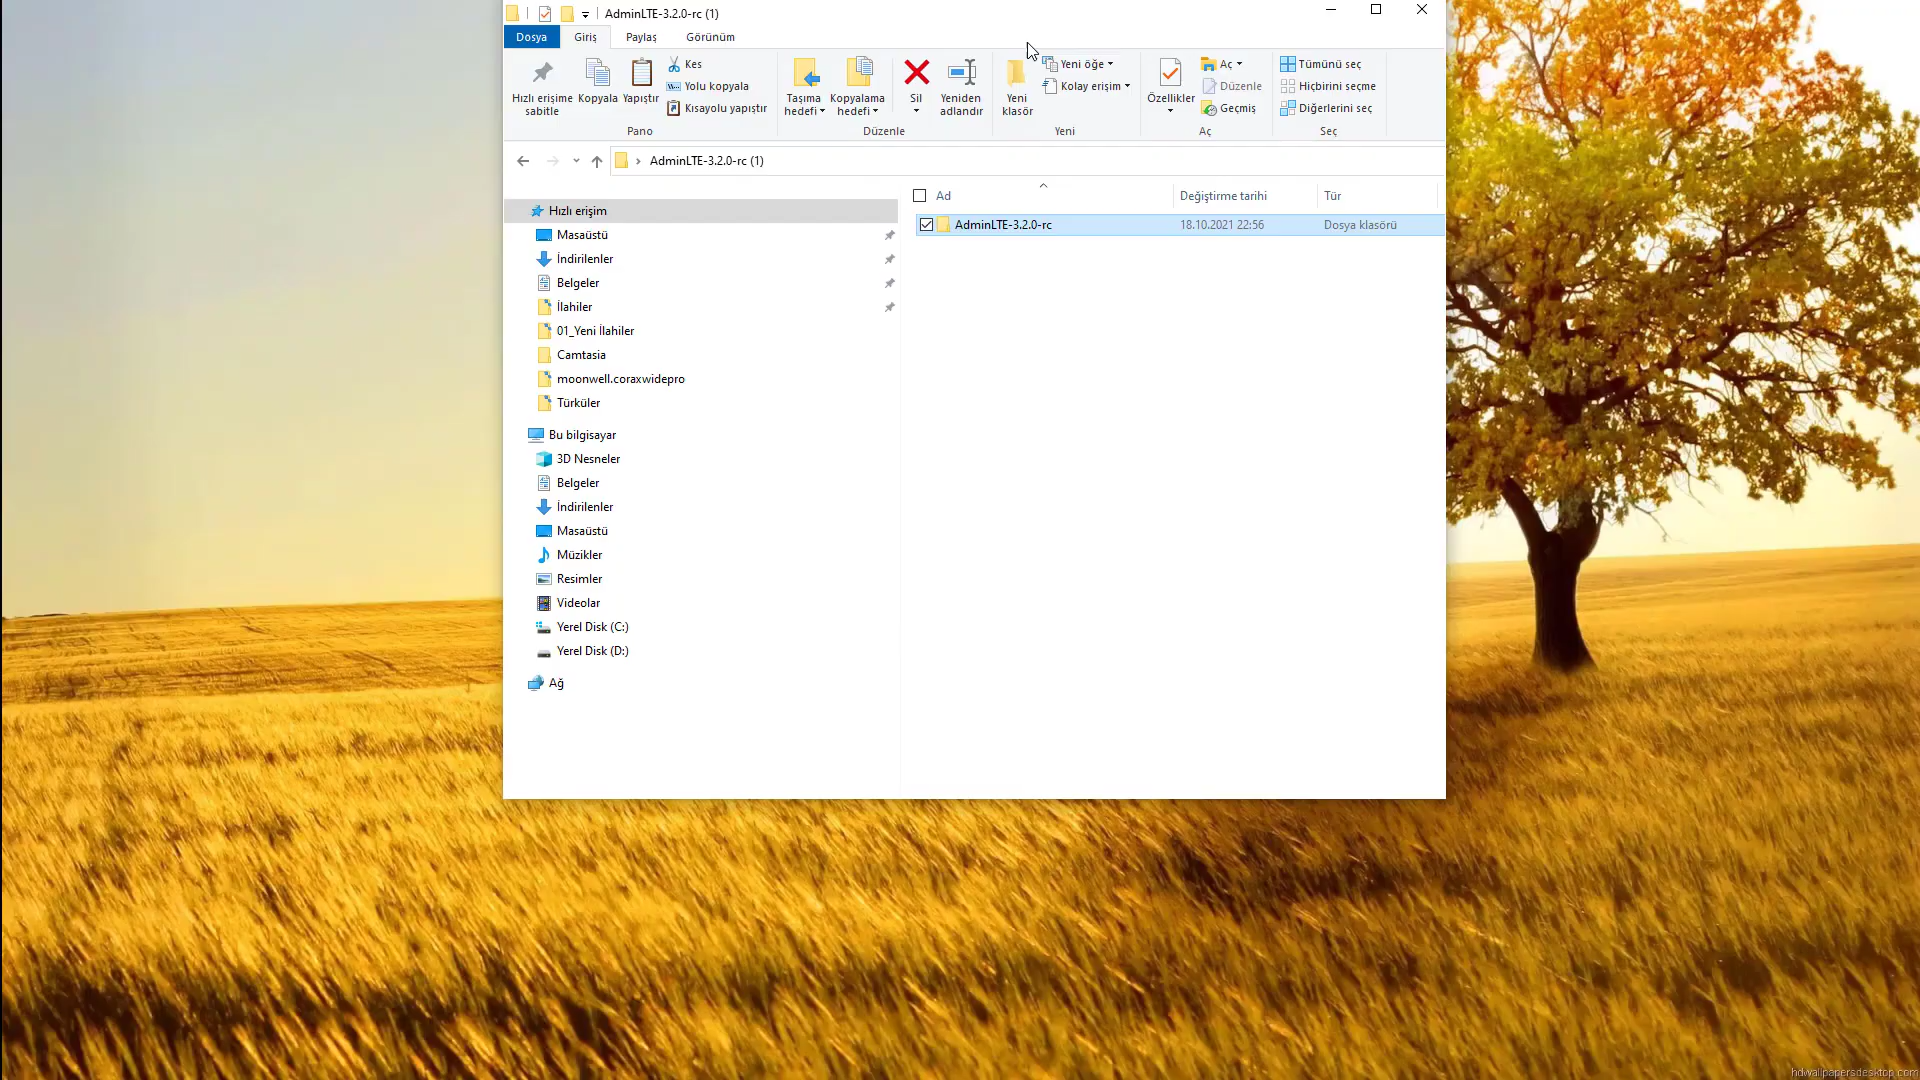 AdminLTE-3.2.0-rc (1)
Dosya Giriş Paylaş Görünüm
Hızlı erişime sabitle
Kopyala
Yapıştır
Kes
Yolu kopyala
Kısayolu yapıştır
Pano
Taşıma hedefi
Kopyalama hedefi
Sil
Yeniden adlandır
Düzenle
Yeni klasör
Yeni öğe
Kolay erişim
Yeni
Özellikler
Aç
Düzenle
Geçmiş
Aç
Tümünü seç
Hiçbirini seçme
Diğerlerini seç
Seç
AdminLTE-3.2.0-rc (1)
Ad Değiştirme tarihi Tür
AdminLTE-3.2.0-rc 18.10.2021 22:56 Dosya klasörü
Hızlı erişim
Masaüstü
İndirilenler
Belgeler
İlahiler
01_Yeni İlahiler
Camtasia
moonwell.coraxwidepro
Türküler
Bu bilgisayar
3D Nesneler
Belgeler
İndirilenler
Masaüstü
Müzikler
Resimler
Videolar
Yerel Disk (C:)
Yerel Disk (D:)
Ağ
hdwallpapersdesktop.com